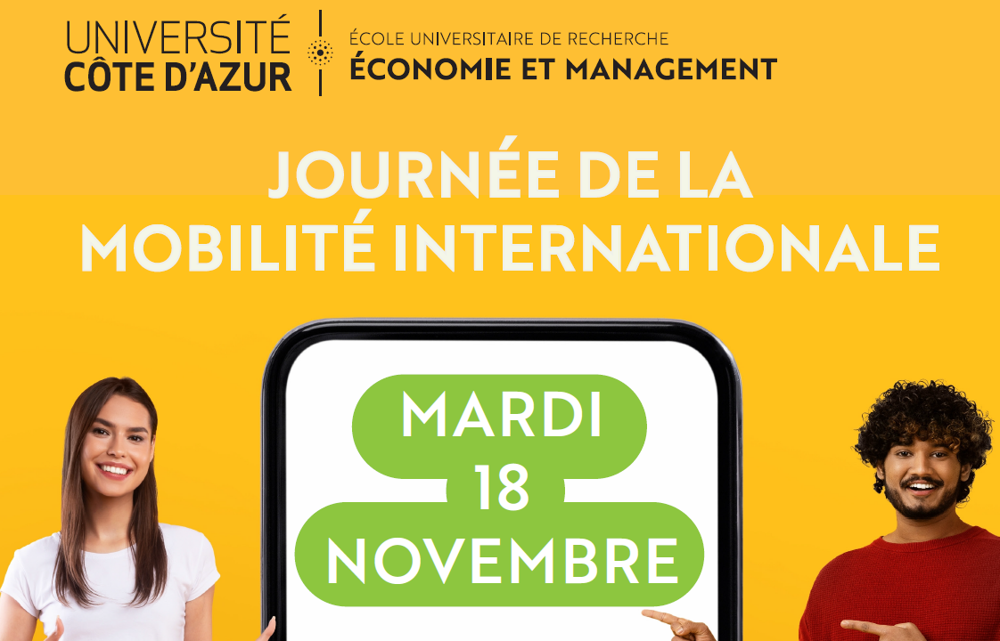 UNIVERSITÉ
CÔTE D'AZUR
ÉCOLE UNIVERSITAIRE DE RECHERCHE
ÉCONOMIE ET MANAGEMENT
JOURNÉE DE LA
MOBILITÉ INTERNATIONALE
MARDI
18
NOVEMBRE